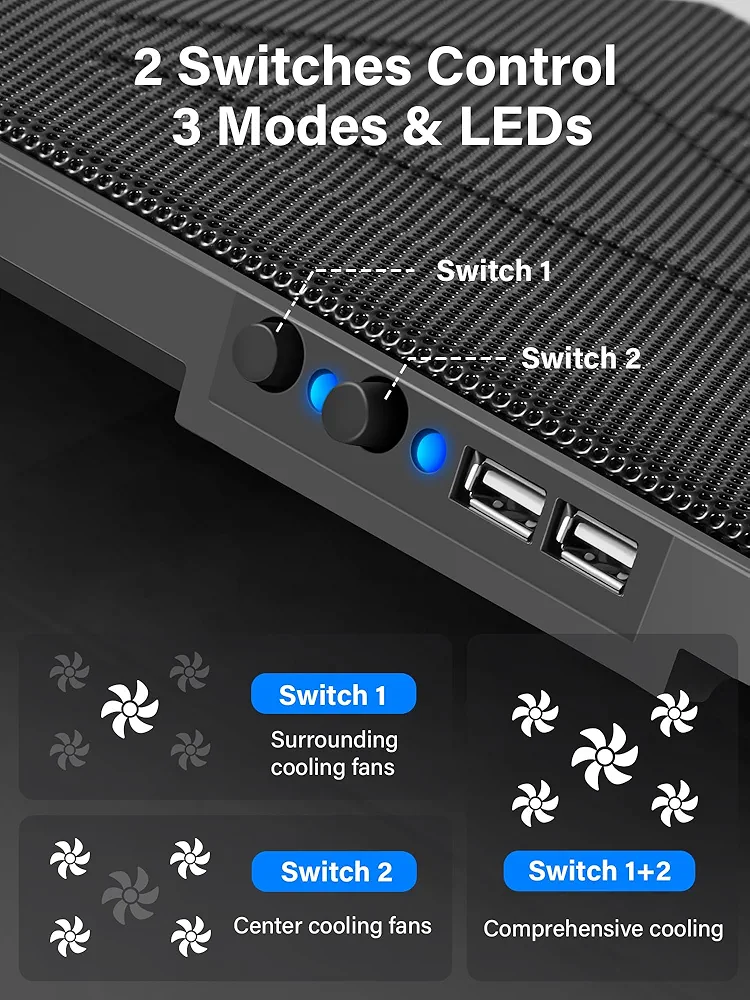 2 Switches Control
3 Modes & LEDs
Switch 1
Switch 2
Switch 1
Surrounding
cooling fans
Switch 2
Center cooling fans
Switch 1+2
Comprehensive cooling